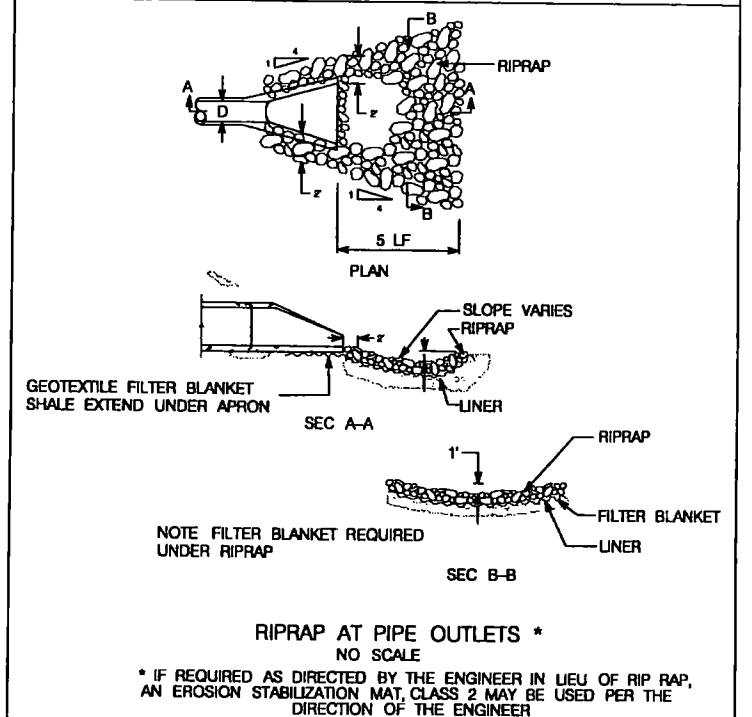 B
1
4
RIPRAP
A
A
D
2'
2'
1
4
B
5 LF
PLAN
SLOPE VARIES
RIPRAP
2'
GEOTEXTILE FILTER BLANKET
SHALE EXTEND UNDER APRON
LINER
SEC A-A
RIPRAP
1'
FILTER BLANKET
NOTE FILTER BLANKET REQUIRED
UNDER RIPRAP
LINER
SEC B-B
RIPRAP AT PIPE OUTLETS *
NO SCALE
* IF REQUIRED AS DIRECTED BY THE ENGINEER IN LIEU OF RIP RAP,
AN EROSION STABILIZATION MAT, CLASS 2 MAY BE USED PER THE
DIRECTION OF THE ENGINEER